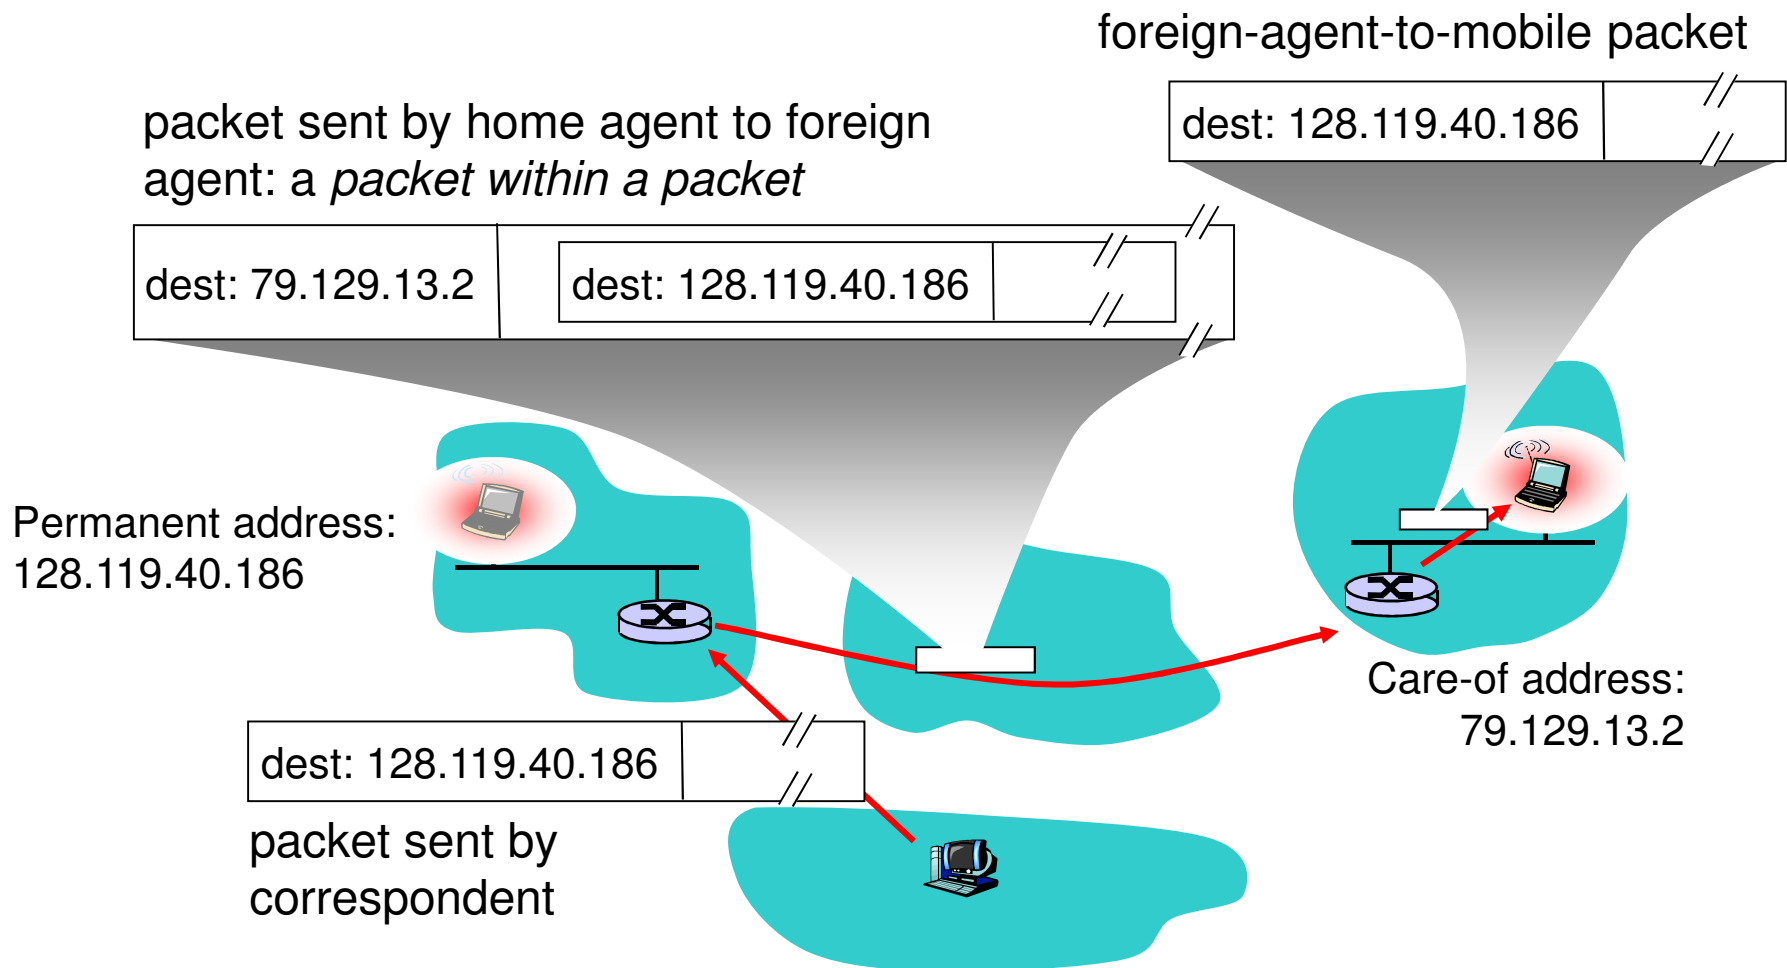 foreign-agent-to-mobile packet
dest: 128.119.40.186
packet sent by home agent to foreign
agent: a packet within a packet
dest: 79.129.13.2
dest: 128.119.40.186
Permanent address:
128.119.40.186
Care-of address:
79.129.13.2
dest: 128.119.40.186
packet sent by
correspondent